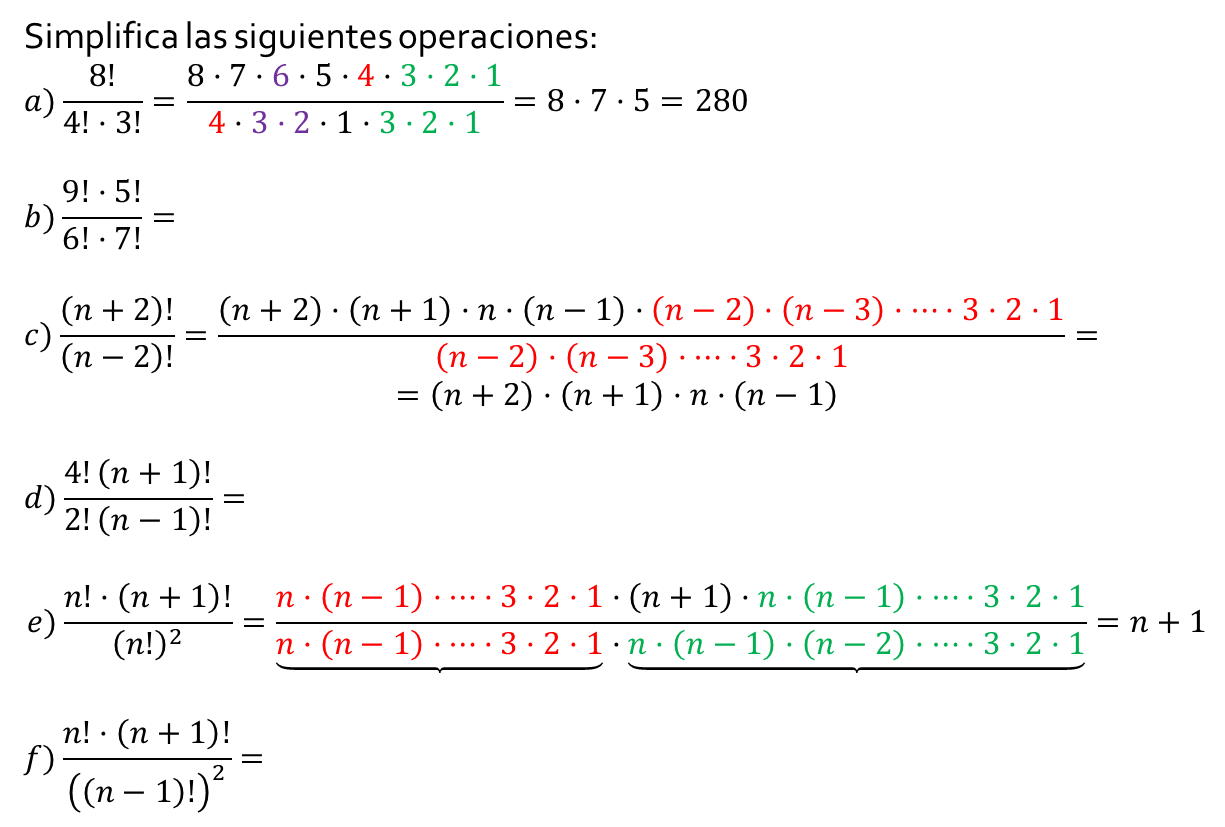 Simplifica las siguientes operaciones:
a) 8!/(4! · 3!) = (8 · 7 · 6 · 5 · 4 · 3 · 2 · 1)/(4 · 3 · 2 · 1 · 3 · 2 · 1) = 8 · 7 · 5 = 280
b) (9! · 5!)/(6! · 7!) =
c) (n + 2)!/(n − 2)! = ((n + 2) · (n + 1) · n · (n − 1) · (n − 2) · (n − 3) · ⋯ · 3 · 2 · 1)/((n − 2) · (n − 3) · ⋯ · 3 · 2 · 1) =
= (n + 2) · (n + 1) · n · (n − 1)
d) (4! (n + 1)!)/(2! (n − 1)!) =
e) (n! · (n + 1)!)/(n!)² = (n · (n − 1) · ⋯ · 3 · 2 · 1 · (n + 1) · n · (n − 1) · ⋯ · 3 · 2 · 1)/(n · (n − 1) · ⋯ · 3 · 2 · 1 · n · (n − 1) · (n − 2) · ⋯ · 3 · 2 · 1) = n + 1
f) (n! · (n + 1)!)/((n − 1)!)² =